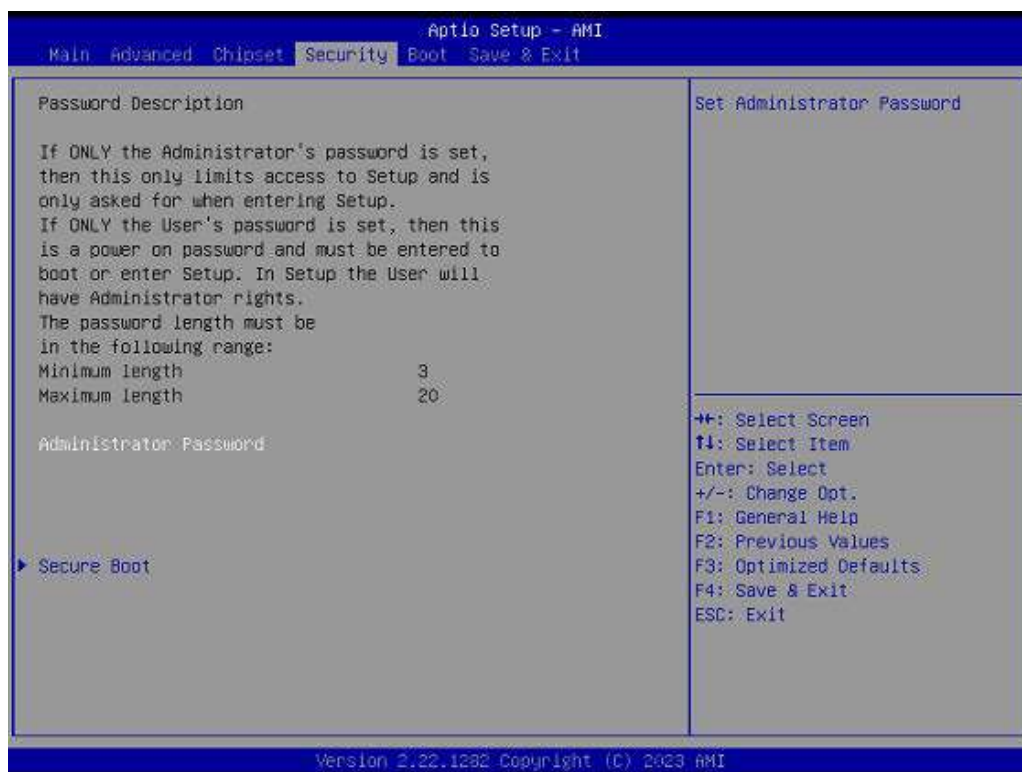 Aptio Setup - AMI
Main Advanced Chipset Security Boot Save & Exit
Password Description
If ONLY the Administrator's password is set,
then this only limits access to Setup and is
only asked for when entering Setup.
If ONLY the User's password is set, then this
is a power on password and must be entered to
boot or enter Setup. In Setup the User will
have Administrator rights.
The password length must be
in the following range:
Minimum length 3
Maximum length 20
Administrator Password
Secure Boot
Set Administrator Password
→←: Select Screen
↑↓: Select Item
Enter: Select
+/-: Change Opt.
F1: General Help
F2: Previous Values
F3: Optimized Defaults
F4: Save & Exit
ESC: Exit
Version 2.22.1282 Copyright (C) 2023 AMI